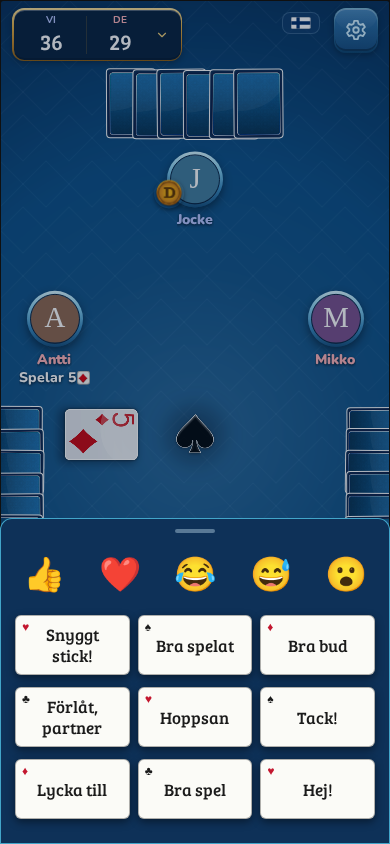 VI
DE
36
29
D
J
Jocke
A
M
Antti
Mikko
Spelar 5♦
5
Snyggt
stick!
Bra spelat
Bra bud
Förlåt,
partner
Hoppsan
Tack!
Lycka till
Bra spel
Hej!